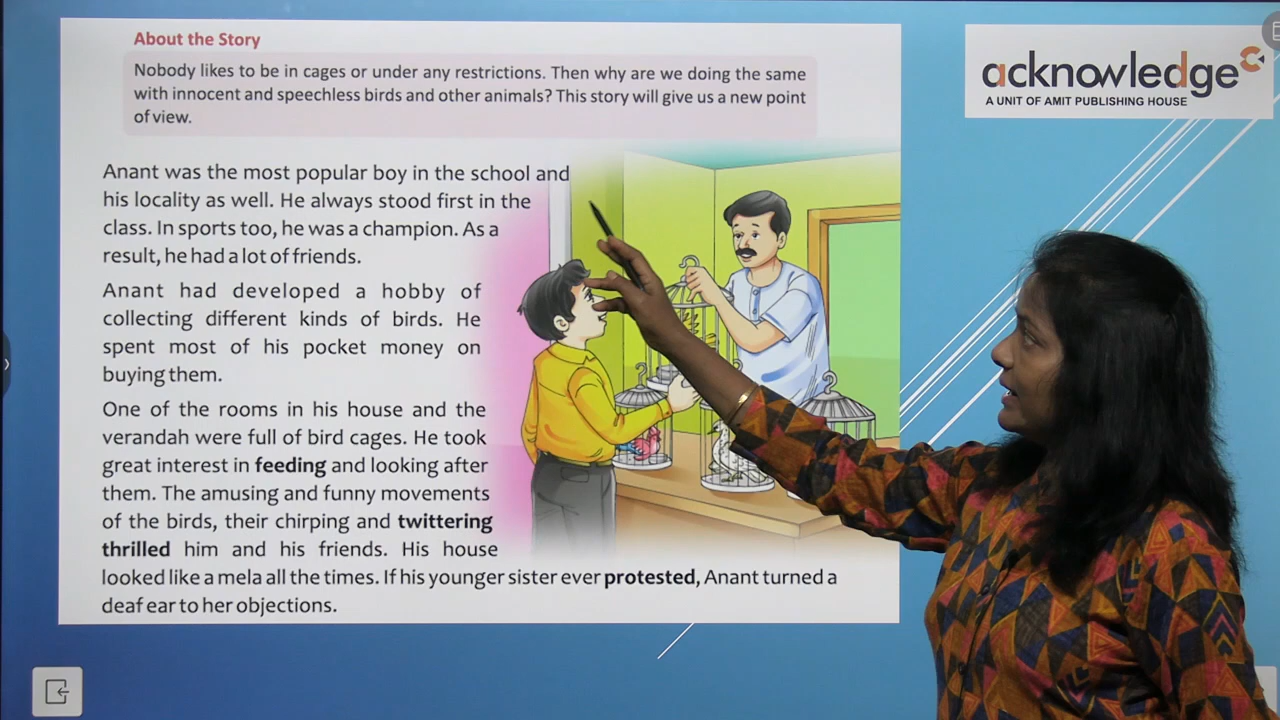 About the Story
Nobody likes to be in cages or under any restrictions. Then why are we doing the same
with innocent and speechless birds and other animals? This story will give us a new point
of view.
acknowledge
A UNIT OF AMIT PUBLISHING HOUSE
Anant was the most popular boy in the school and
his locality as well. He always stood first in the
class. In sports too, he was a champion. As a
result, he had a lot of friends.
Anant had developed a hobby of
collecting different kinds of birds. He
spent most of his pocket money on
buying them.
One of the rooms in his house and the
verandah were full of bird cages. He took
great interest in feeding and looking after
them. The amusing and funny movements
of the birds, their chirping and twittering
thrilled him and his friends. His house
looked like a mela all the times. If his younger sister ever protested, Anant turned a
deaf ear to her objections.